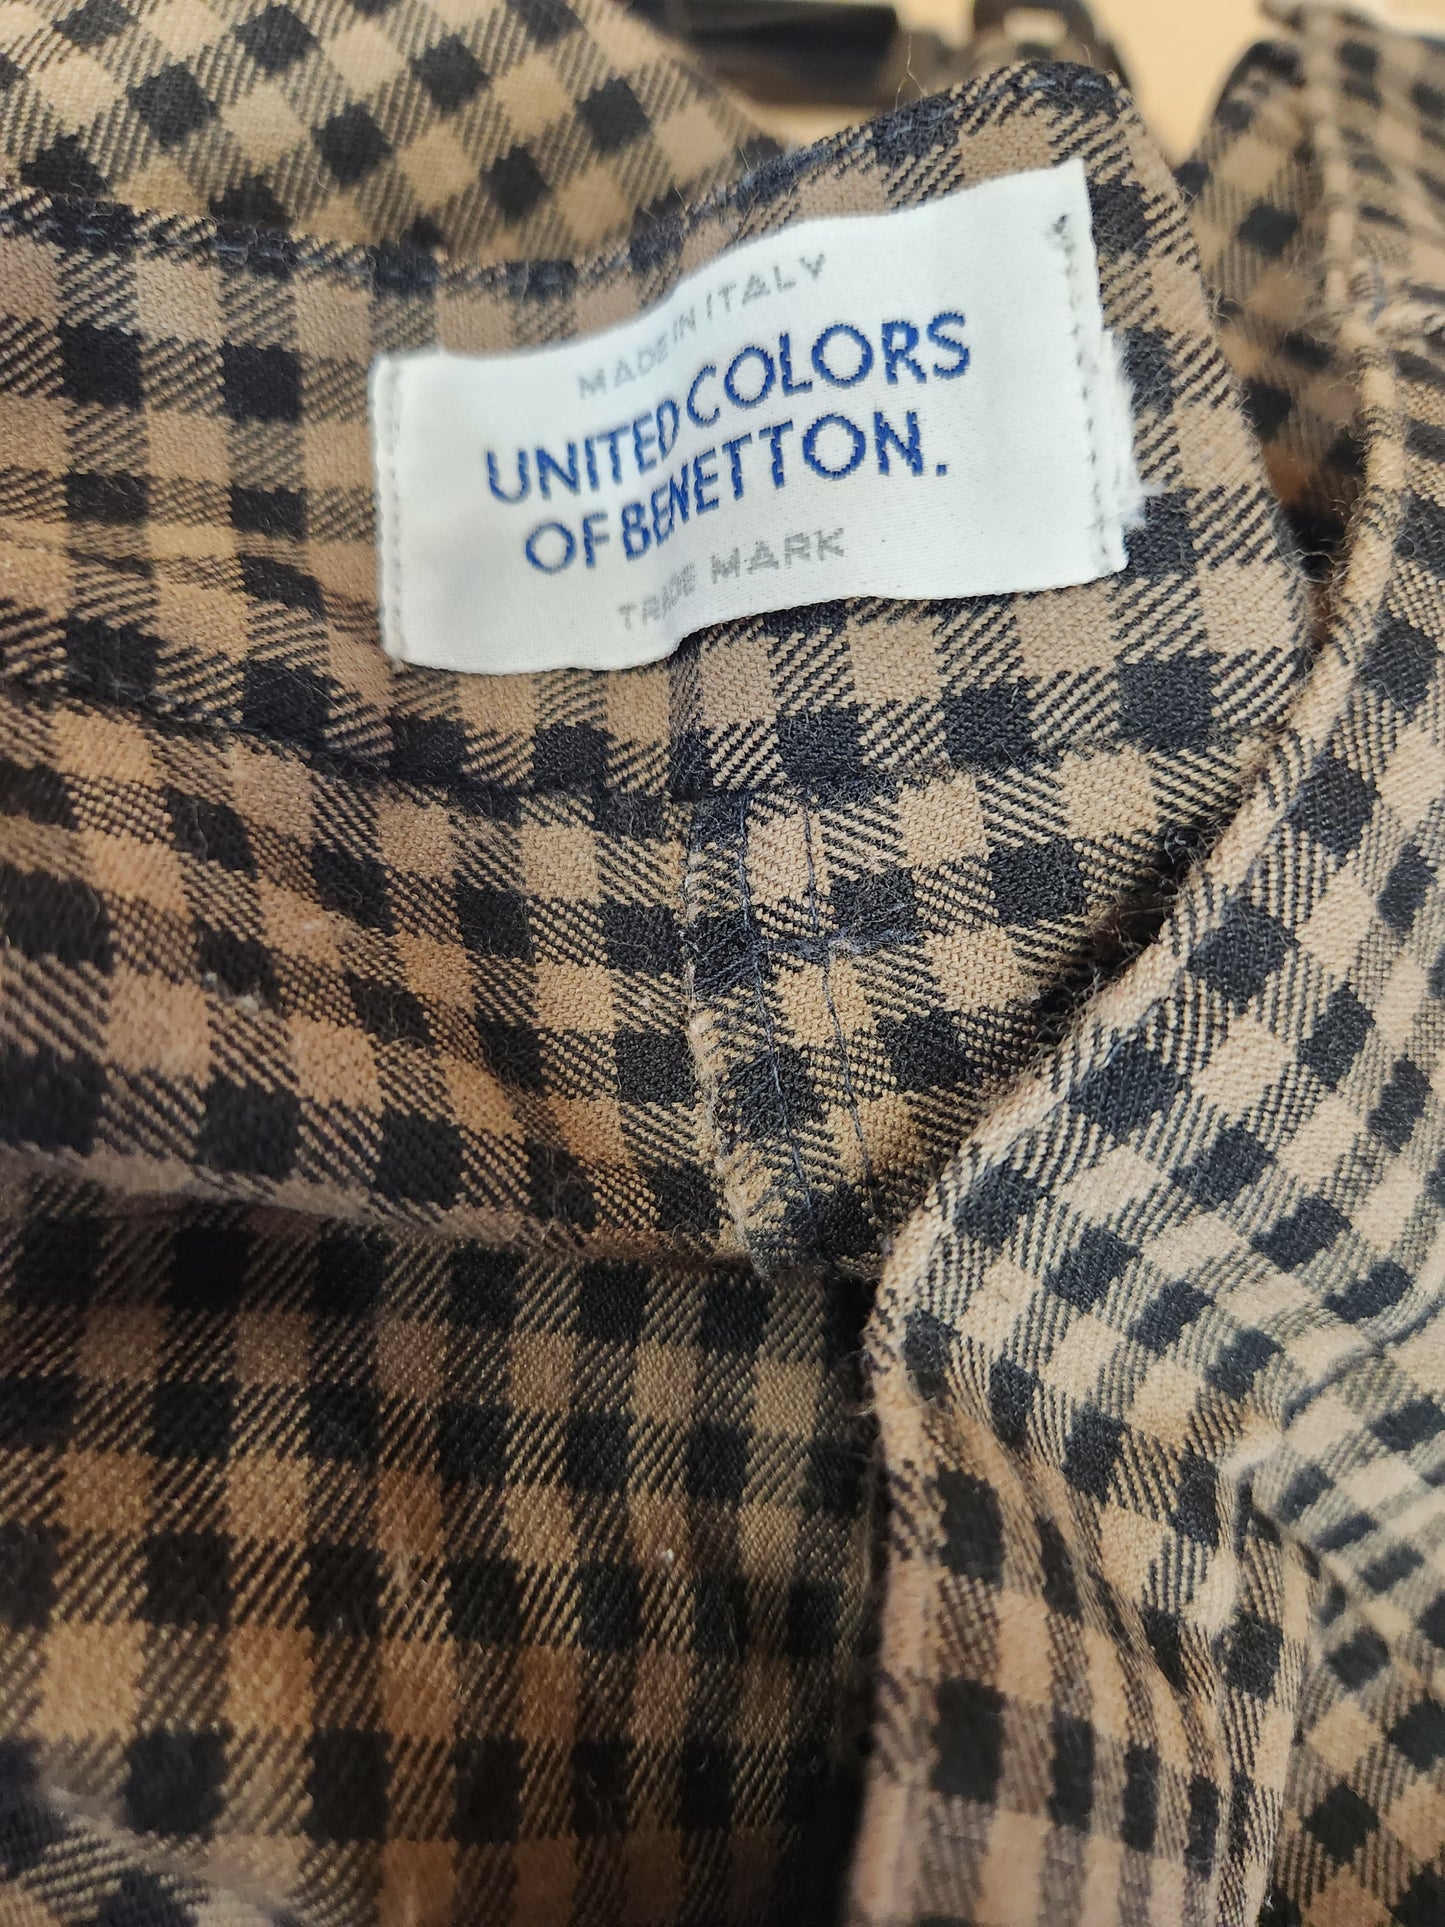 MADE IN ITALY
UNITED COLORS
OF BENETTON.
TRADE MARK